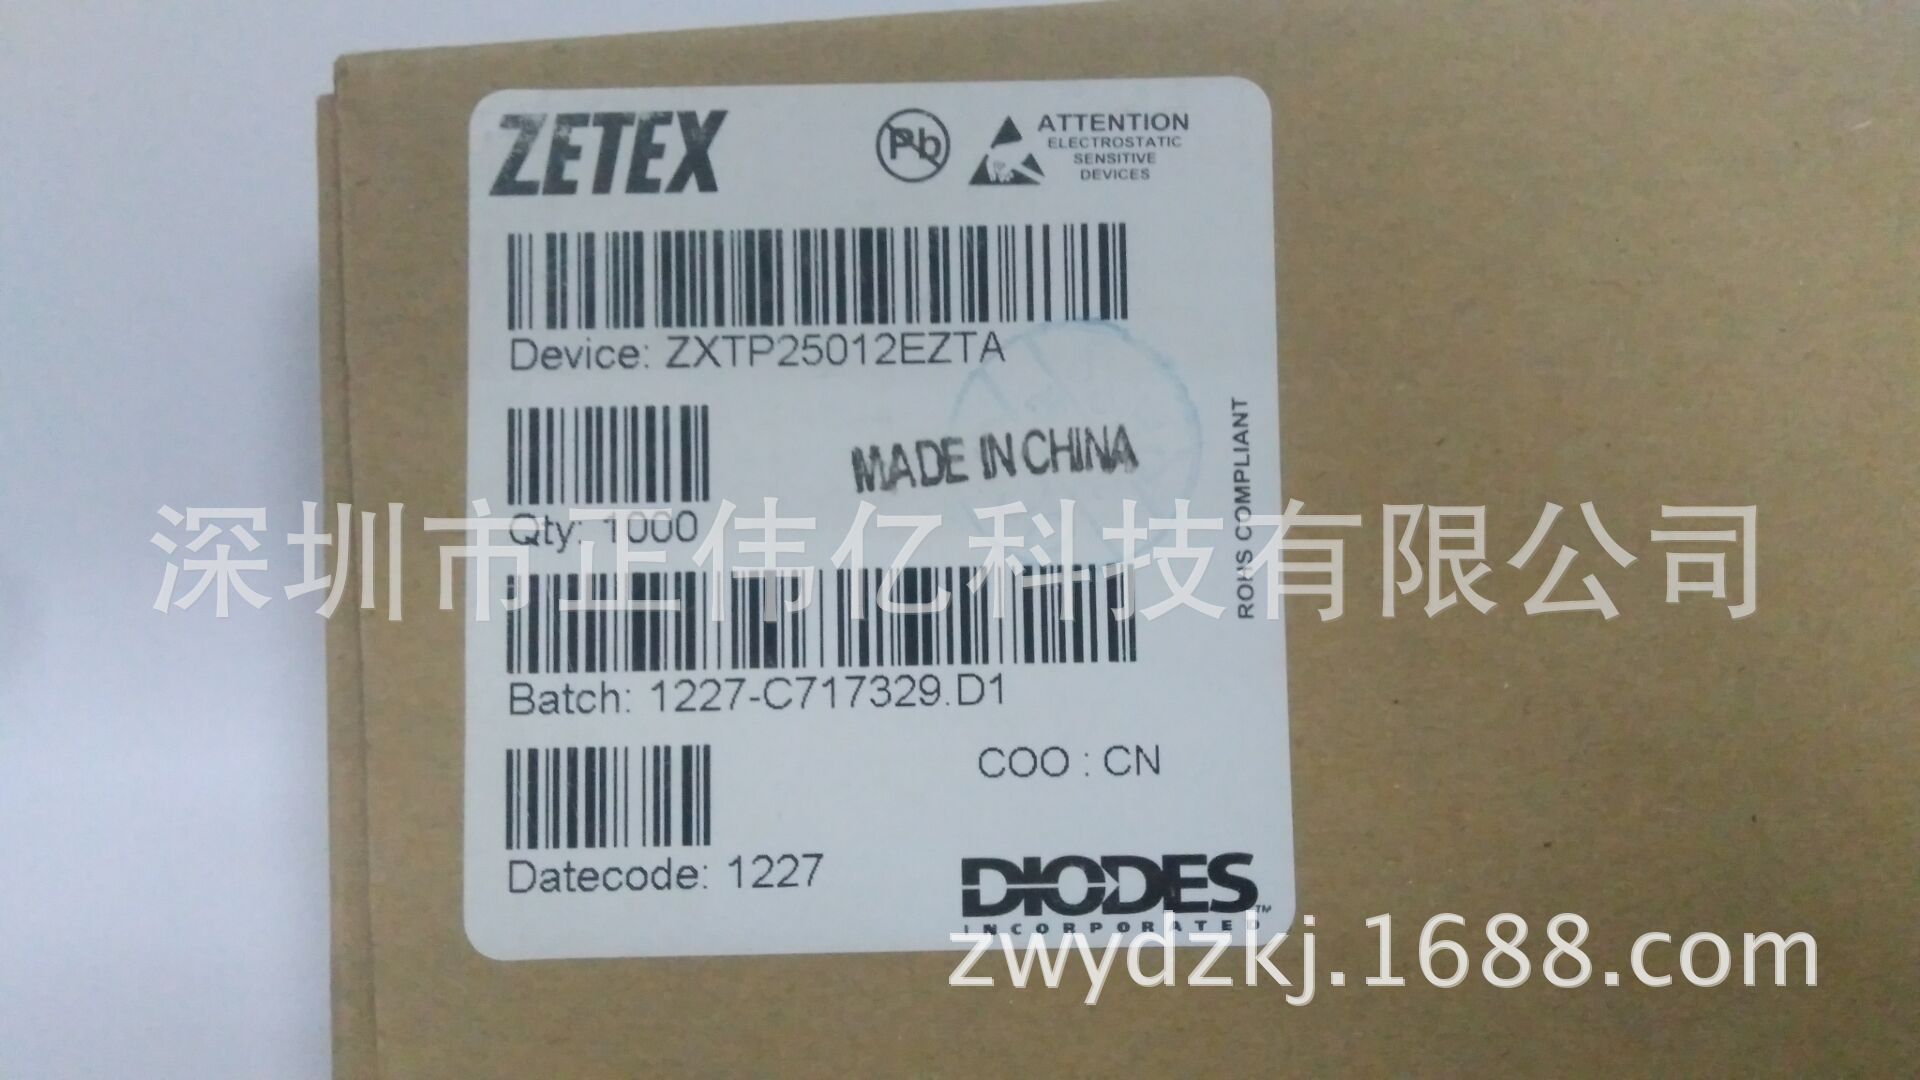 ZETEX
Pb
ATTENTION
ELECTROSTATIC
SENSITIVE
DEVICES
Device: ZXTP25012EZTA
MADE IN CHINA
ROHS COMPLIANT
Qty: 1000
深圳市正伟亿科技有限公司
Batch: 1227-C717329.D1
COO : CN
Datecode: 1227
DIODES™
INCORPORATED
zwydzkj.1688.com